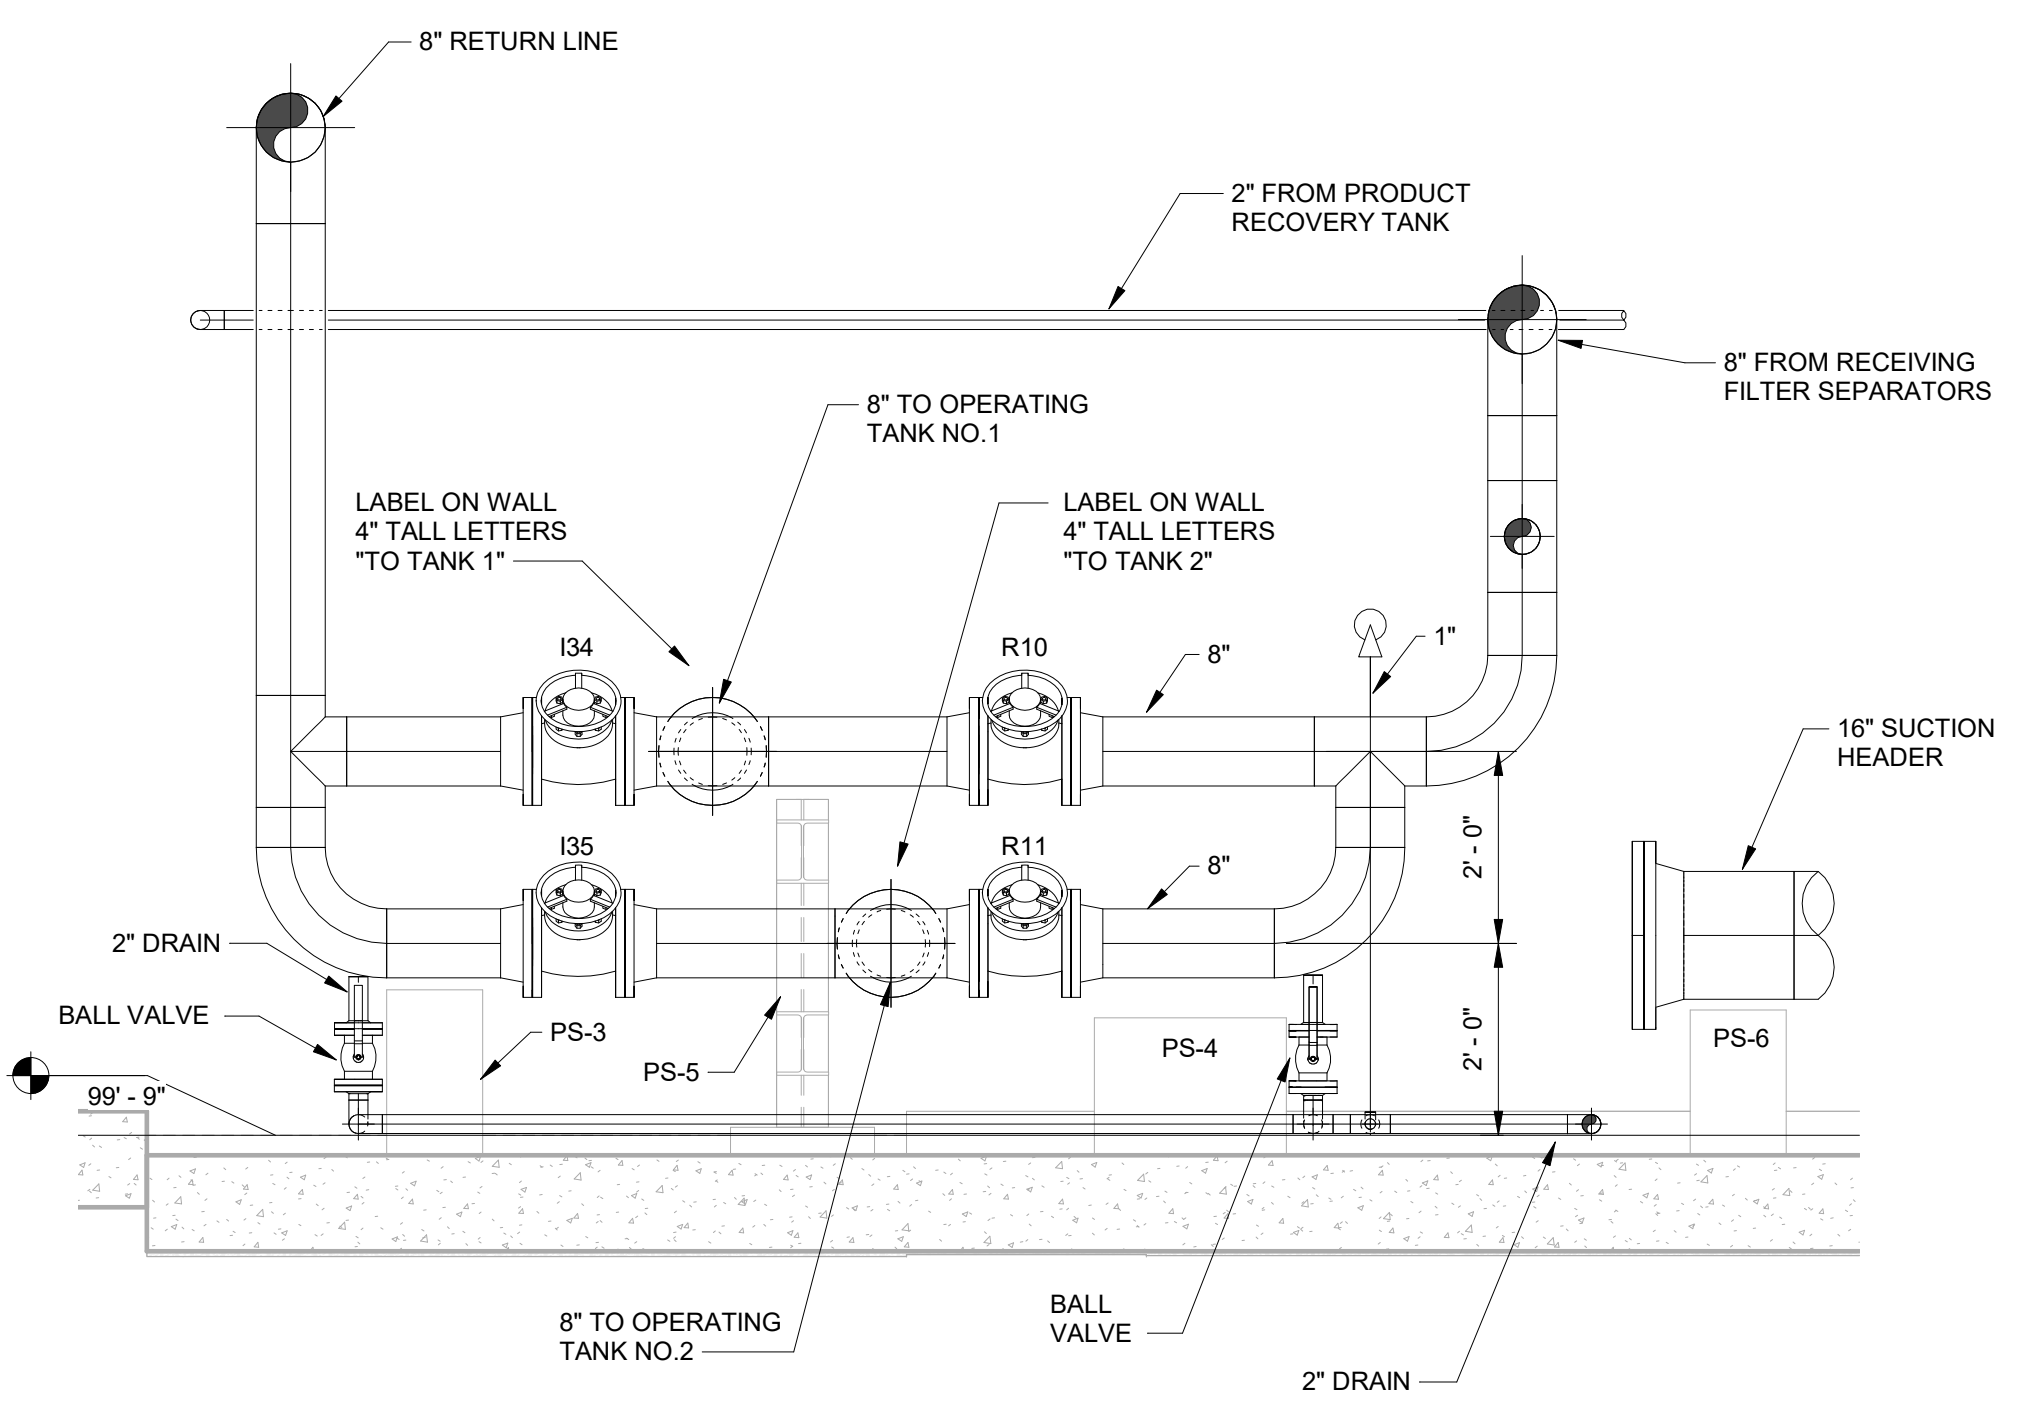 8" RETURN LINE
2" FROM PRODUCT
RECOVERY TANK
8" FROM RECEIVING
FILTER SEPARATORS
8" TO OPERATING
TANK NO.1
LABEL ON WALL
4" TALL LETTERS
"TO TANK 1"
LABEL ON WALL
4" TALL LETTERS
"TO TANK 2"
I34
R10
8"
1"
16" SUCTION
HEADER
I35
R11
8"
2' - 0"
2" DRAIN
BALL VALVE
PS-3
PS-5
PS-4
2' - 0"
PS-6
99' - 9"
8" TO OPERATING
TANK NO.2
BALL
VALVE
2" DRAIN